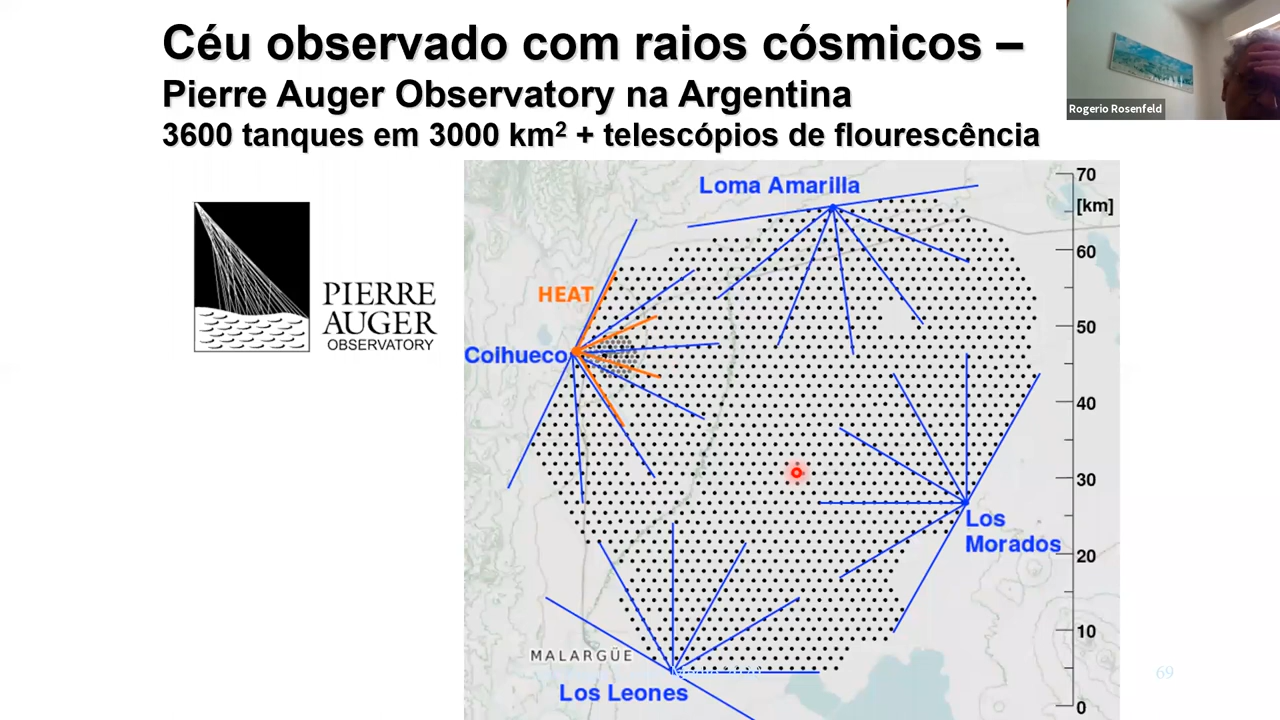 Céu observado com raios cósmicos –
Pierre Auger Observatory na Argentina
3600 tanques em 3000 km² + telescópios de flourescência
Rogerio Rosenfeld
PIERRE
AUGER
OBSERVATORY
Loma Amarilla
HEAT
Coihueco
Los
Morados
MALARGÜE
Los Leones
70
[km]
60
50
40
30
20
10
0
69